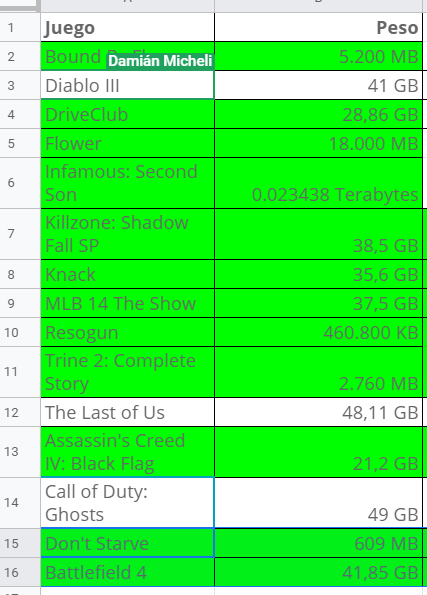 1 Juego Peso
2 Bound 5.200 MB
Damián Micheli
3 Diablo III 41 GB
4 DriveClub 28,86 GB
5 Flower 18.000 MB
6 Infamous: Second
Son 0.023438 Terabytes
7 Killzone: Shadow
Fall SP 38,5 GB
8 Knack 35,6 GB
9 MLB 14 The Show 37,5 GB
10 Resogun 460.800 KB
11 Trine 2: Complete
Story 2.760 MB
12 The Last of Us 48,11 GB
13 Assassin's Creed
IV: Black Flag 21,2 GB
14 Call of Duty:
Ghosts 49 GB
15 Don't Starve 609 MB
16 Battlefield 4 41,85 GB